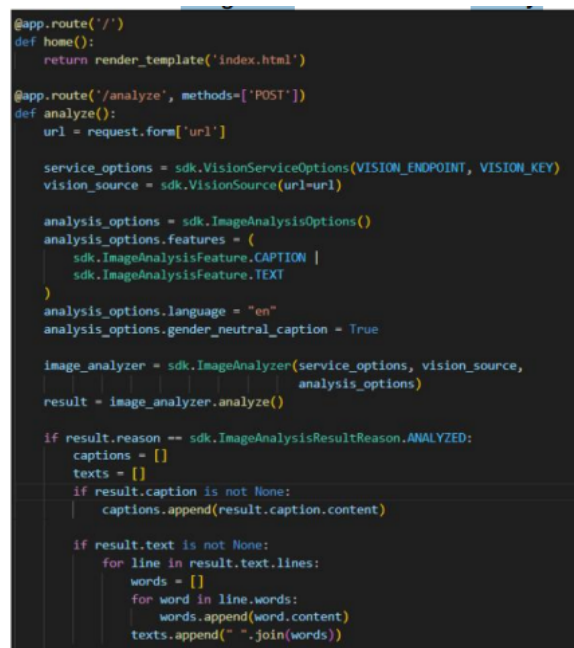 @app.route('/')
def home():
    return render_template('index.html')

@app.route('/analyze', methods=['POST'])
def analyze():
    url = request.form['url']

    service_options = sdk.VisionServiceOptions(VISION_ENDPOINT, VISION_KEY)
    vision_source = sdk.VisionSource(url=url)

    analysis_options = sdk.ImageAnalysisOptions()
    analysis_options.features = (
        sdk.ImageAnalysisFeature.CAPTION |
        sdk.ImageAnalysisFeature.TEXT
    )
    analysis_options.language = "en"
    analysis_options.gender_neutral_caption = True

    image_analyzer = sdk.ImageAnalyzer(service_options, vision_source,
                                       analysis_options)
    result = image_analyzer.analyze()

    if result.reason == sdk.ImageAnalysisResultReason.ANALYZED:
        captions = []
        texts = []
        if result.caption is not None:
            captions.append(result.caption.content)

        if result.text is not None:
            for line in result.text.lines:
                words = []
                for word in line.words:
                    words.append(word.content)
                texts.append(" ".join(words))